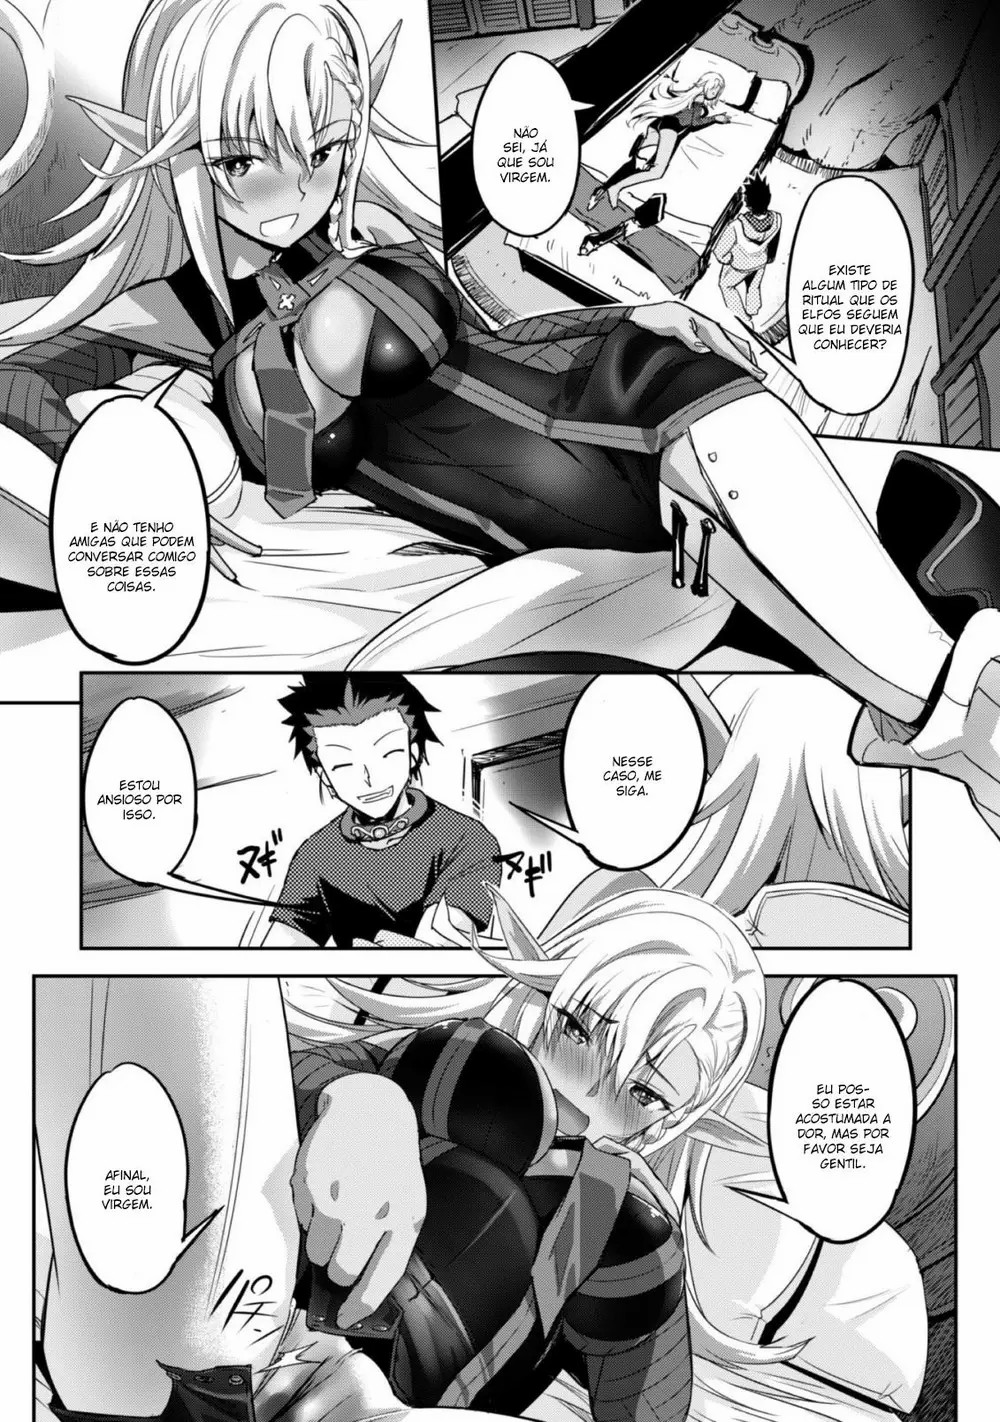 EXISTE
ALGUM TIPO DE
RITUAL QUE OS
ELFOS SEGUEM
QUE EU DEVERIA
CONHECER?
NÃO
SEI, JÁ
QUE SOU
VIRGEM.
E NÃO TENHO
AMIGAS QUE PODEM
CONVERSAR COMIGO
SOBRE ESSAS
COISAS.
NESSE
CASO, ME
SIGA.
ヌギ"
ヌギ"
ESTOU
ANSIOSO POR
ISSO.
EU POS-
SO ESTAR
ACOSTUMADA A
DOR, MAS POR
FAVOR SEJA
GENTIL.
AFINAL,
EU SOU
VIRGEM.
パチ